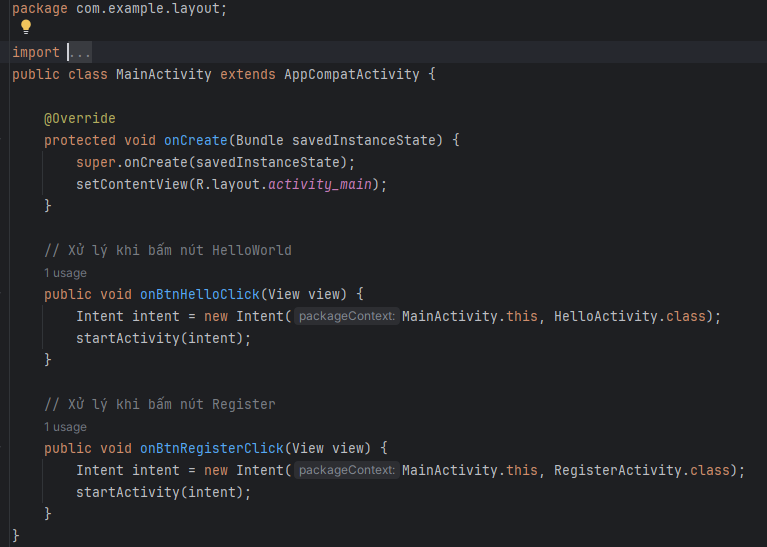 package com.example.layout;
import ...
public class MainActivity extends AppCompatActivity {
@Override
protected void onCreate(Bundle savedInstanceState) {
super.onCreate(savedInstanceState);
setContentView(R.layout.activity_main);
}
// Xử lý khi bấm nút HelloWorld
1 usage
public void onBtnHelloClick(View view) {
Intent intent = new Intent( packageContext: MainActivity.this, HelloActivity.class);
startActivity(intent);
}
// Xử lý khi bấm nút Register
1 usage
public void onBtnRegisterClick(View view) {
Intent intent = new Intent( packageContext: MainActivity.this, RegisterActivity.class);
startActivity(intent);
}
}